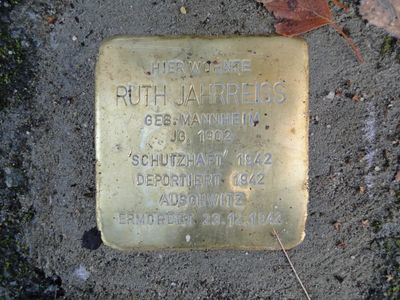 HIER WOHNTE
RUTH JAHRREISS
GEB. MANNHEIM
JG. 1902
'SCHUTZHAFT' 1942
DEPORTIERT 1942
AUSCHWITZ
ERMORDET 23.12.1942